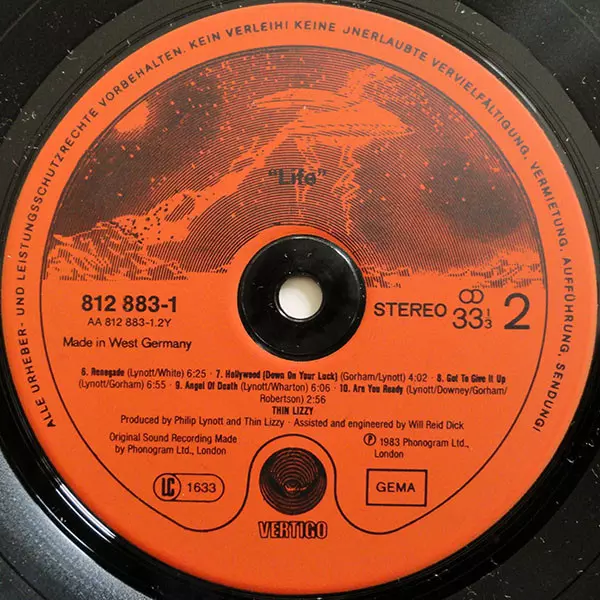 ALLE URHEBER- UND LEISTUNGSSCHUTZRECHTE VORBEHALTEN. KEIN VERLEIH! KEINE JNERLAUBTE VERVIELFÄLTIGUNG, VERMIETUNG, AUFFÜHRUNG, SENDUNG!
"Life"
812 883-1
AA 812 883-1.2Y
Made in West Germany
STEREO 33 1/3 2
6. Renegade (Lynott/White) 6:25 · 7. Hollywood (Down On Your Luck) (Gorham/Lynott) 4:02 · 8. Got To Give It Up
(Lynott/Gorham) 6:55 · 9. Angel Of Death (Lynott/Wharton) 6:06 · 10. Are You Ready (Lynott/Downey/Gorham/
Robertson) 2:56
THIN LIZZY
Produced by Philip Lynott and Thin Lizzy · Assisted and engineered by Will Reid Dick
Original Sound Recording Made
by Phonogram Ltd.,
London
℗ 1983 Phonogram Ltd.,
London
LC 1633
GEMA
VERTIGO